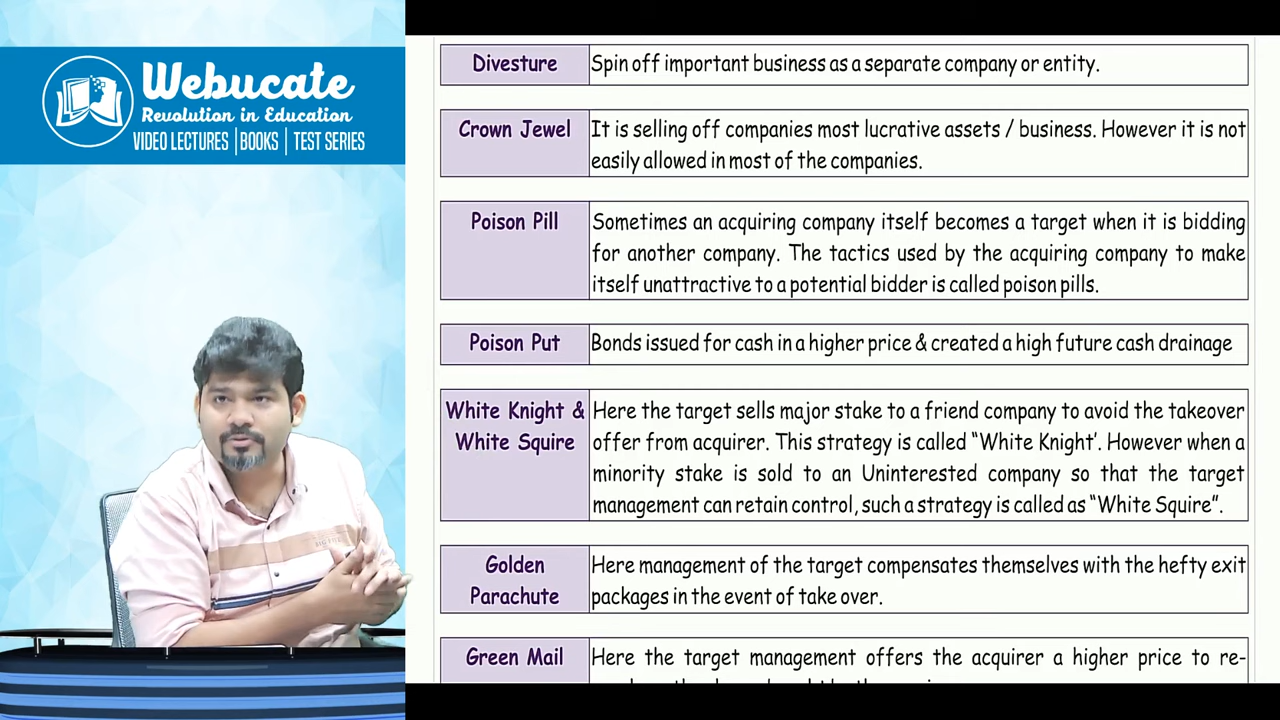 Webucate
Revolution in Education
VIDEO LECTURES | BOOKS | TEST SERIES
Divesture
Spin off important business as a separate company or entity.
Crown Jewel
It is selling off companies most lucrative assets / business. However it is not
easily allowed in most of the companies.
Poison Pill
Sometimes an acquiring company itself becomes a target when it is bidding
for another company. The tactics used by the acquiring company to make
itself unattractive to a potential bidder is called poison pills.
Poison Put
Bonds issued for cash in a higher price & created a high future cash drainage
White Knight &
White Squire
Here the target sells major stake to a friend company to avoid the takeover
offer from acquirer. This strategy is called “White Knight’. However when a
minority stake is sold to an Uninterested company so that the target
management can retain control, such a strategy is called as “White Squire”.
Golden
Parachute
Here management of the target compensates themselves with the hefty exit
packages in the event of take over.
Green Mail
Here the target management offers the acquirer a higher price to re-